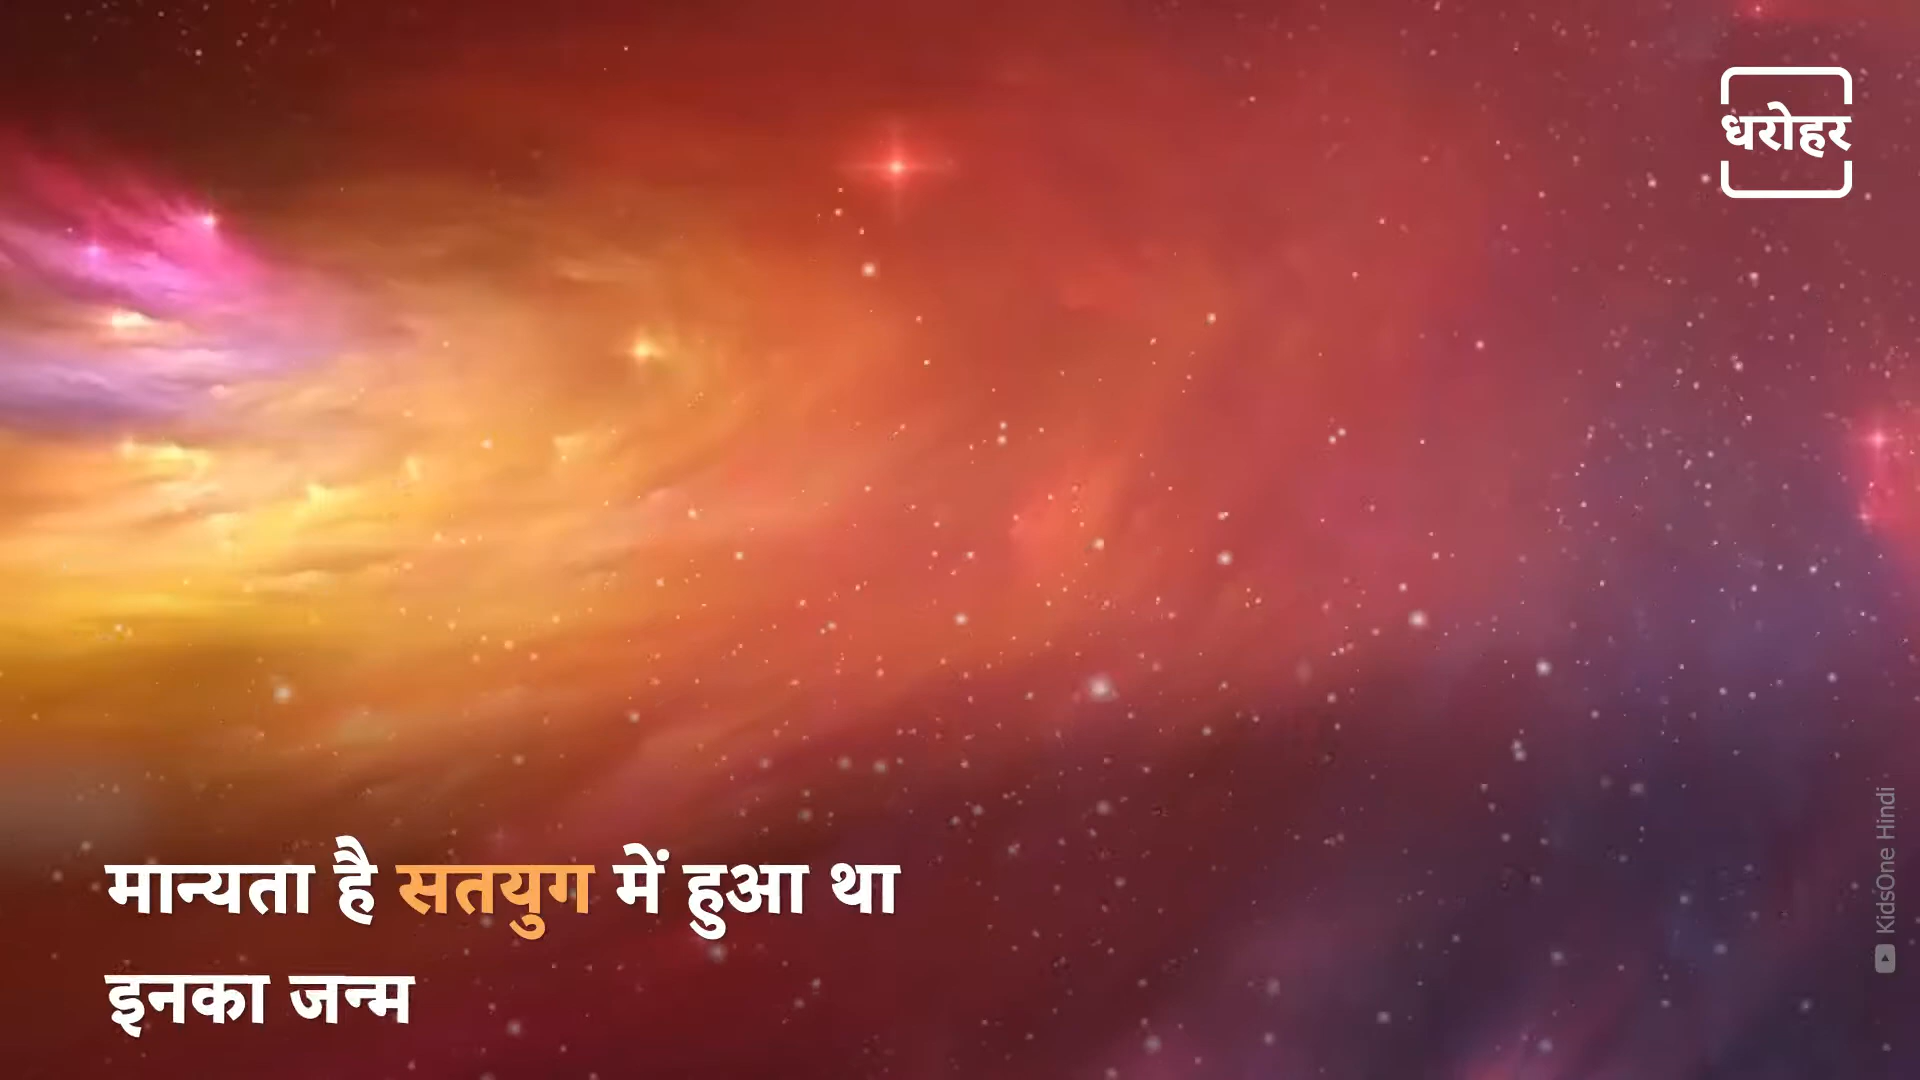 धरोहर
KidsOne Hindi
मान्यता है सतयुग में हुआ था
इनका जन्म